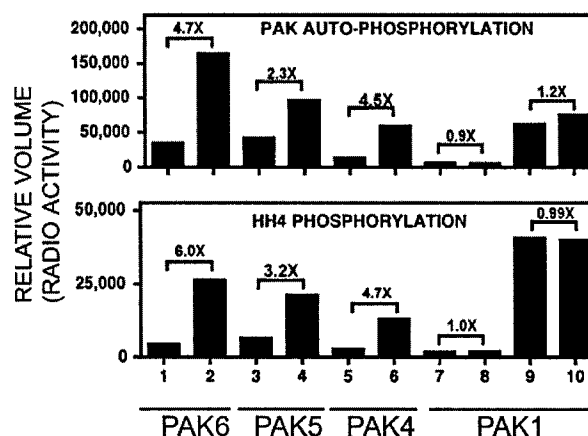 RELATIVE VOLUME
(RADIO ACTIVITY)
PAK AUTO-PHOSPHORYLATION
200,000
150,000
100,000
50,000
0
4.7X
2.3X
4.5X
0.9X
1.2X
HH4 PHOSPHORYLATION
50,000
25,000
0
6.0X
3.2X
4.7X
1.0X
0.99X
1 2 3 4 5 6 7 8 9 10
PAK6 PAK5 PAK4 PAK1